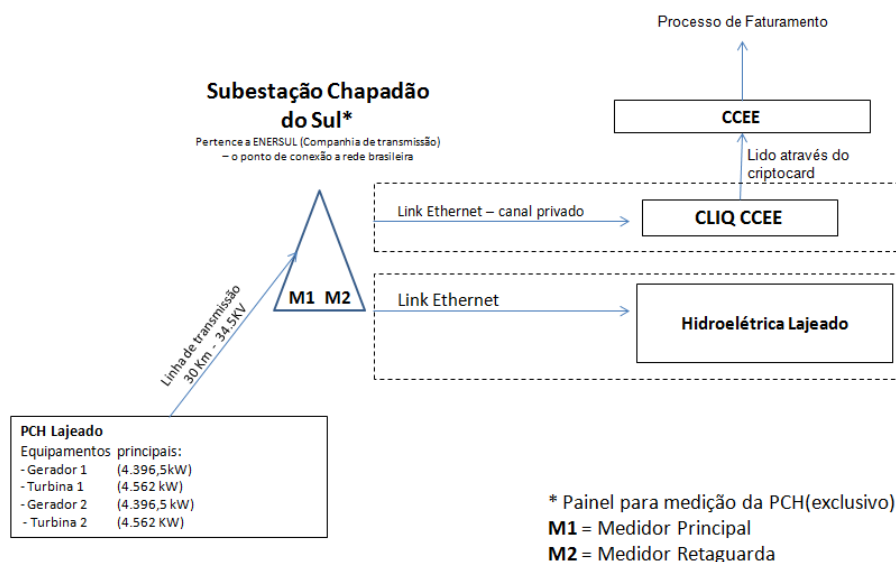 Processo de Faturamento
Subestação Chapadão
do Sul*
Pertence a ENERSUL (Companhia de transmissão)
– o ponto de conexão a rede brasileira
CCEE
Lido através do
criptocard
Link Ethernet – canal privado
CLIQ CCEE
M1 M2
Link Ethernet
Hidroelétrica Lajeado
Linha de transmissão
30 Km - 34.5KV
PCH Lajeado
Equipamentos principais:
- Gerador 1 (4.396,5kW)
- Turbina 1 (4.562 kW)
- Gerador 2 (4.396,5 kW)
- Turbina 2 (4.562 KW)
* Painel para medição da PCH(exclusivo)
M1 = Medidor Principal
M2 = Medidor Retaguarda